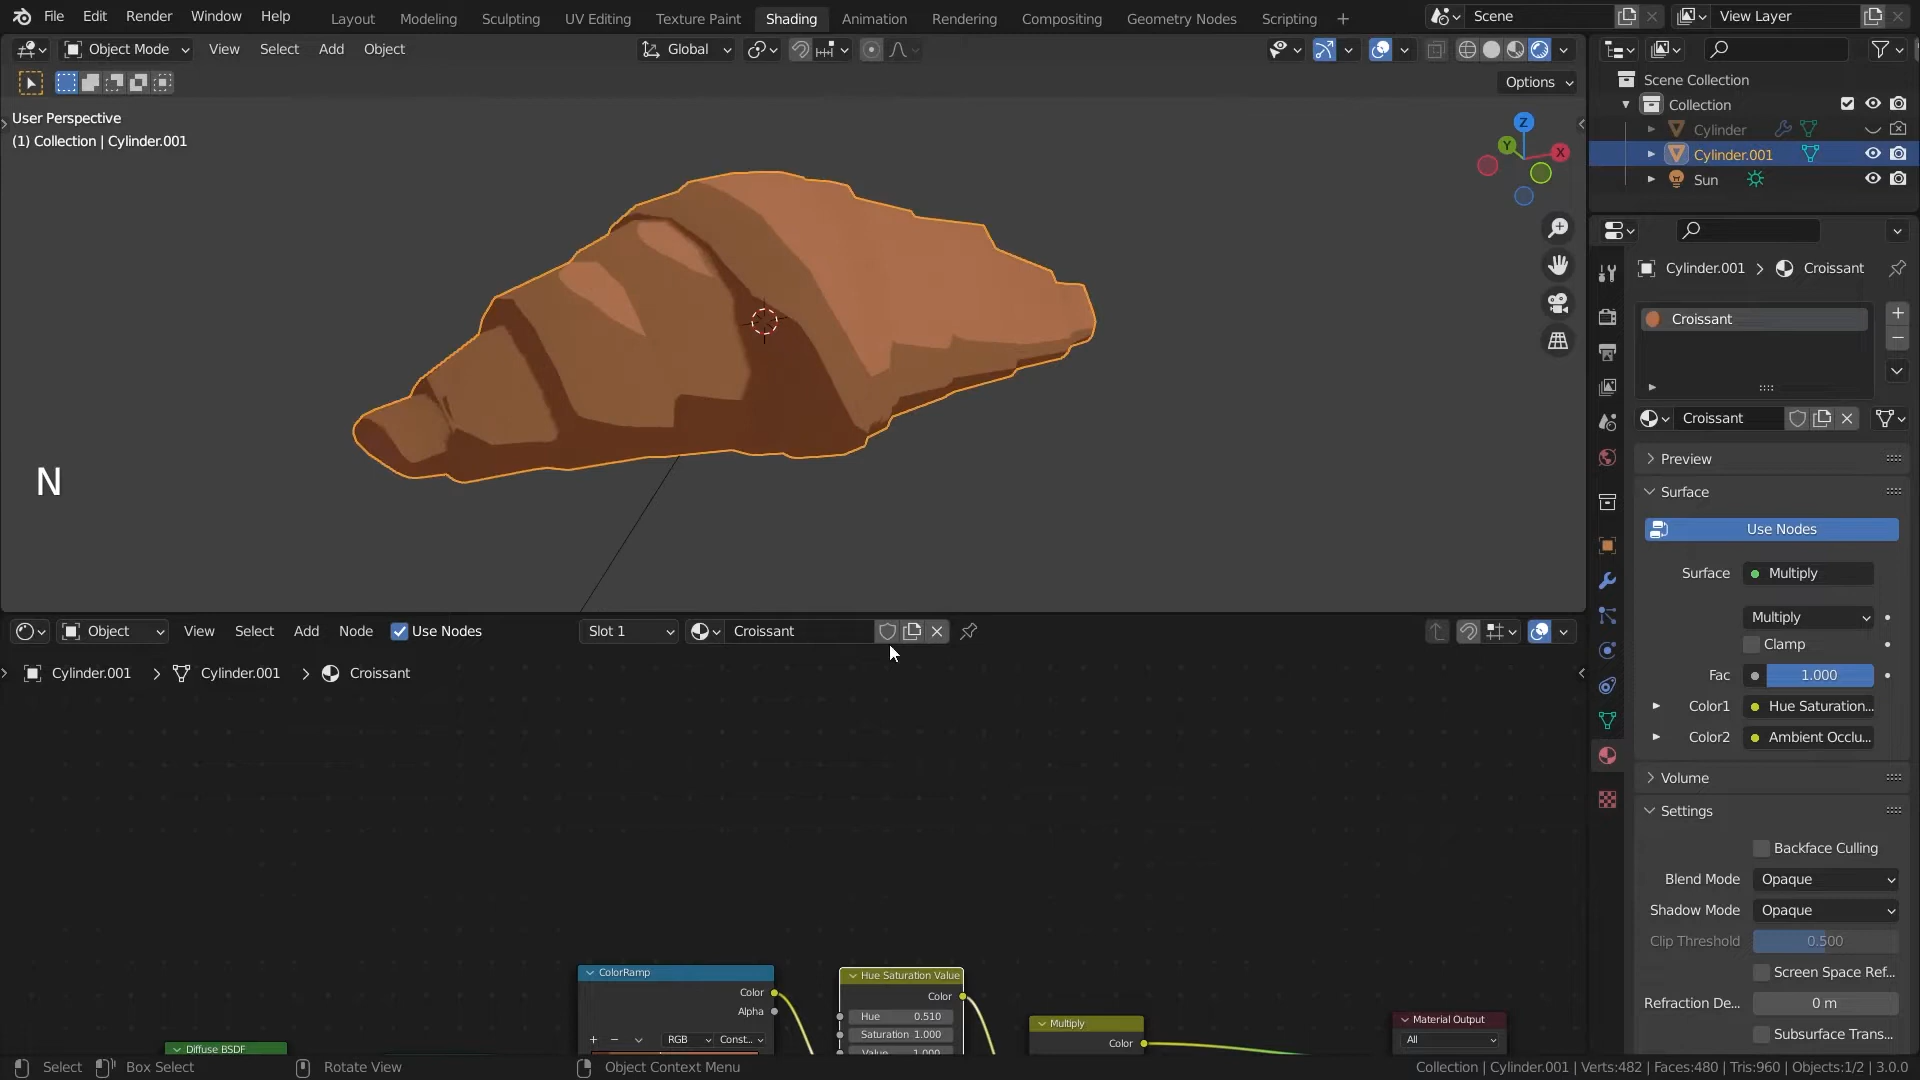 File Edit Render Window Help Layout Modeling Sculpting UV Editing Texture Paint Shading Animation Rendering Compositing Geometry Nodes Scripting + Scene View Layer
Object Mode View Select Add Object Global
Options
User Perspective
(1) Collection | Cylinder.001
Z
Y
X
N
Scene Collection
Collection
Cylinder
Cylinder.001
Sun
Cylinder.001 > Croissant
Croissant
Croissant
Preview
Surface
Use Nodes
Surface Multiply
Multiply
Clamp
Fac 1.000
Color1 Hue Saturation...
Color2 Ambient Occlu...
Volume
Settings
Backface Culling
Blend Mode Opaque
Shadow Mode Opaque
Clip Threshold 0.500
Screen Space Ref...
Refraction De... 0 m
Subsurface Trans...
Object View Select Add Node Use Nodes Slot 1 Croissant
Cylinder.001 > Cylinder.001 > Croissant
ColorRamp
Color
Alpha
+ − RGB Const...
Hue Saturation Value
Color
Hue 0.510
Saturation 1.000
Value 1.000
Multiply
Color
Material Output
All
Diffuse BSDF
Select Box Select Rotate View Object Context Menu Collection | Cylinder.001 | Verts:482 | Faces:480 | Tris:960 | Objects:1/2 | 3.0.0